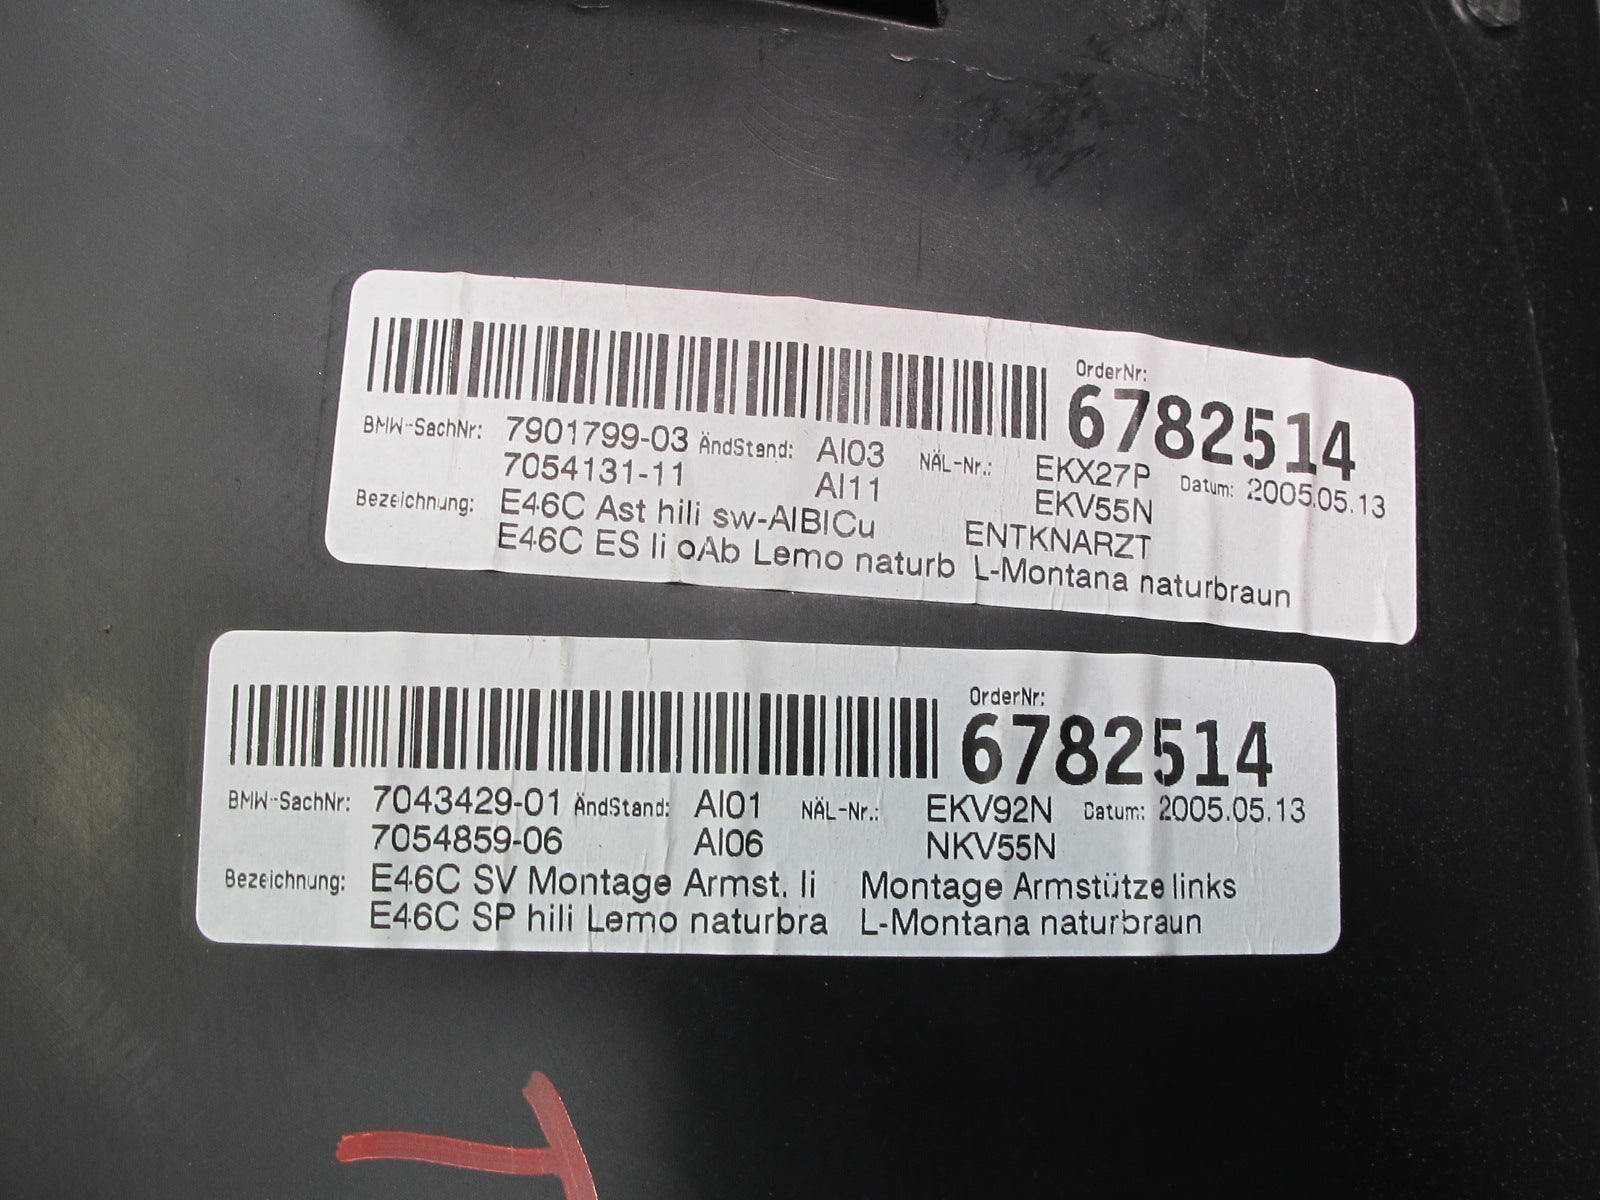 OrderNr:
6782514
BMW-SachNr: 7901799-03 ÄndStand: AI03 NÄL-Nr.: EKX27P Datum: 2005.05.13
7054131-11 AI11 EKV55N
Bezeichnung: E46C Ast hili sw-AIBICu ENTKNARZT
E46C ES li oAb Lemo naturb L-Montana naturbraun
OrderNr:
6782514
BMW-SachNr: 7043429-01 ÄndStand: AI01 NÄL-Nr.: EKV92N Datum: 2005.05.13
7054859-06 AI06 NKV55N
Bezeichnung: E46C SV Montage Armst. li Montage Armstütze links
E46C SP hili Lemo naturbra L-Montana naturbraun